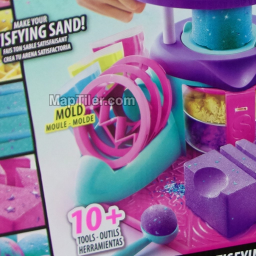 MAKE YOUR
ISFYING SAND!
FAIS TON SABLE SATISFAISANT
CREA TU ARENA SATISFACTORIA
MapTiler.com
MOLD
MOULE • MOLDE
10+
TOOLS • OUTILS
HERRAMIENTAS